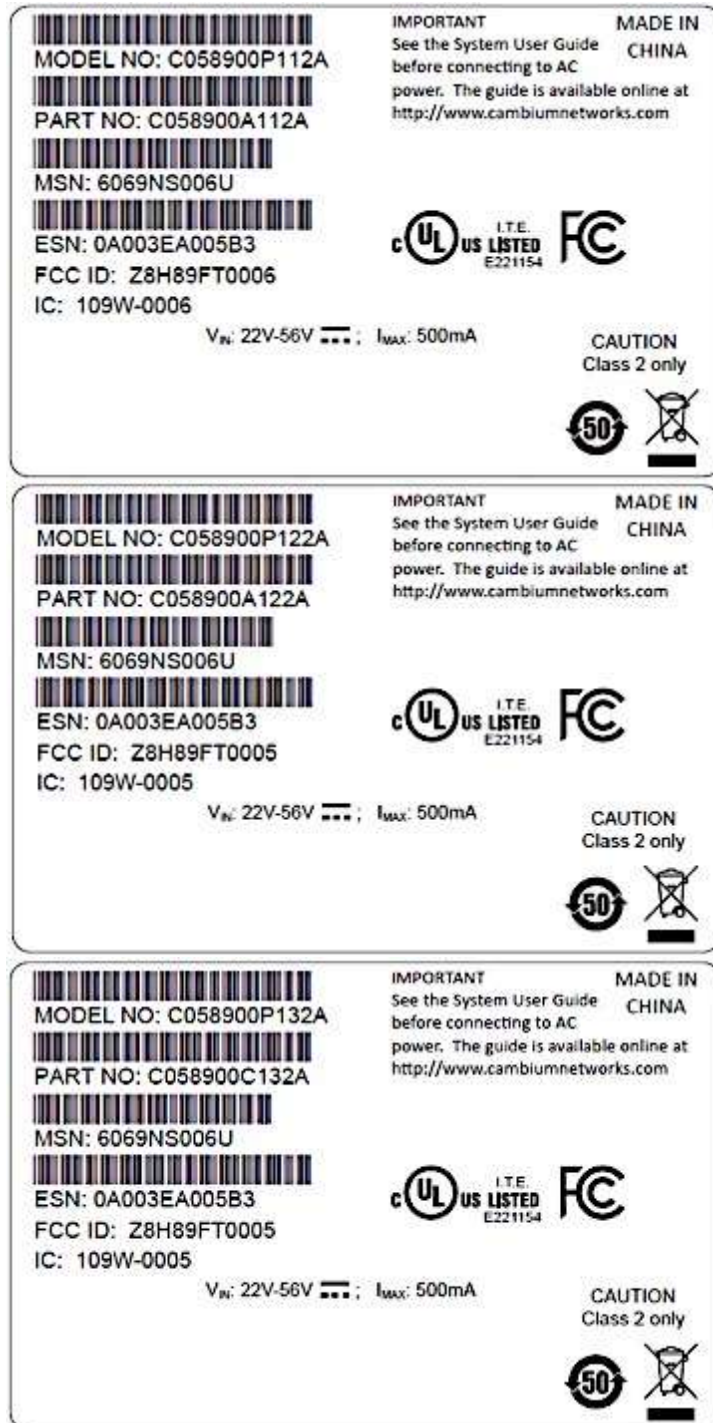 MODEL NO: C058900P112A
PART NO: C058900A112A
MSN: 6069NS006U
ESN: 0A003EA005B3
FCC ID: Z8H89FT0006
IC: 109W-0006
IMPORTANT
See the System User Guide
before connecting to AC
power. The guide is available online at
http://www.cambiumnetworks.com
MADE IN
CHINA
C UL US LISTED
I.T.E.
E221154
FC
VIN: 22V-56V ; IMAX: 500mA
CAUTION
Class 2 only
50
MODEL NO: C058900P122A
PART NO: C058900A122A
MSN: 6069NS006U
ESN: 0A003EA005B3
FCC ID: Z8H89FT0005
IC: 109W-0005
IMPORTANT
See the System User Guide
before connecting to AC
power. The guide is available online at
http://www.cambiumnetworks.com
MADE IN
CHINA
C UL US LISTED
I.T.E.
E221154
FC
VIN: 22V-56V ; IMAX: 500mA
CAUTION
Class 2 only
50
MODEL NO: C058900P132A
PART NO: C058900C132A
MSN: 6069NS006U
ESN: 0A003EA005B3
FCC ID: Z8H89FT0005
IC: 109W-0005
IMPORTANT
See the System User Guide
before connecting to AC
power. The guide is available online at
http://www.cambiumnetworks.com
MADE IN
CHINA
C UL US LISTED
I.T.E.
E221154
FC
VIN: 22V-56V ; IMAX: 500mA
CAUTION
Class 2 only
50